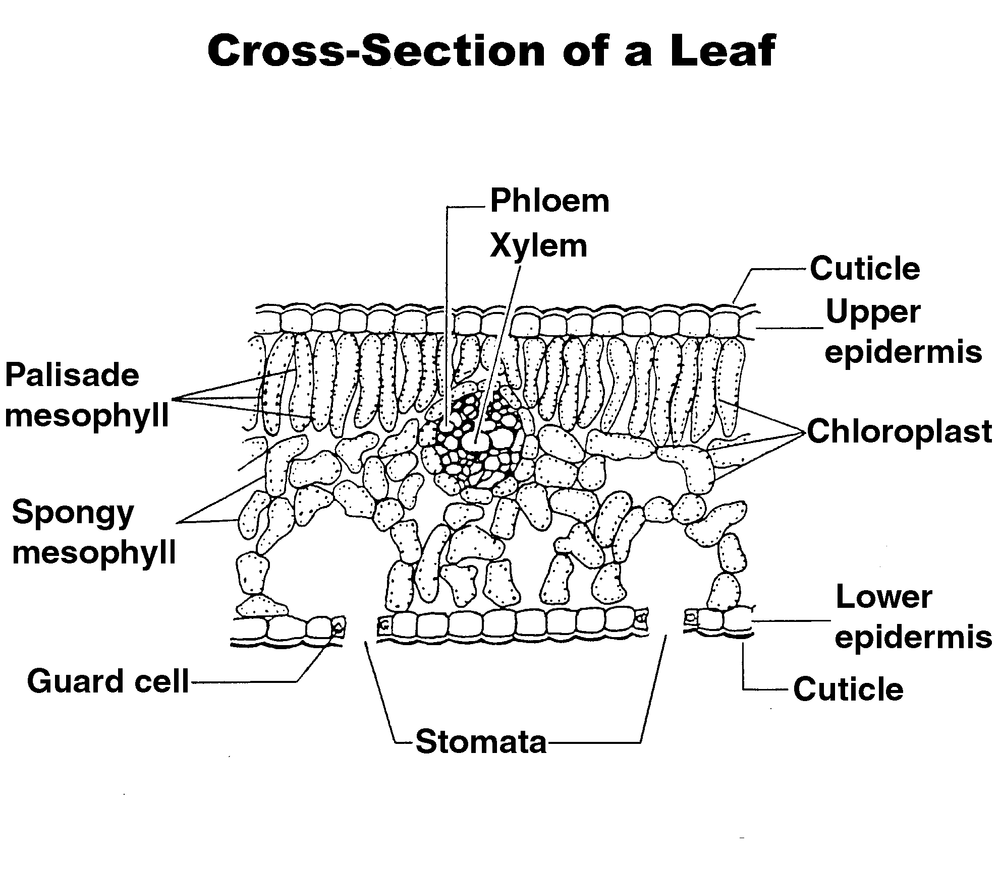 Cross-Section of a Leaf
Phloem
Xylem
Cuticle
Upper
epidermis
Palisade
mesophyll
Chloroplast
Spongy
mesophyll
Lower
epidermis
Guard cell
Cuticle
Stomata